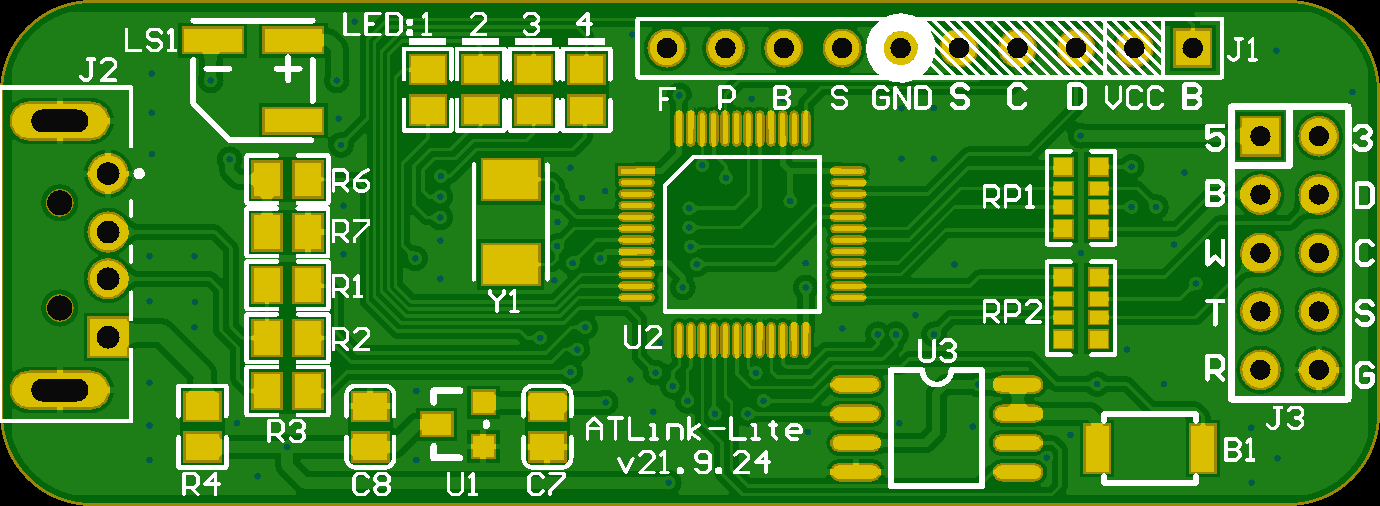 LED:1 2 3 4
LS1
J2
J1
F P B S GND S C D VCC B
5 3
R6
B D
RP1
R7
W C
R1
Y1
T S
RP2
R2
U2
U3
R G
R3
ATLink-Lite
v21.9.24
J3
B1
R4
C8
U1
C7